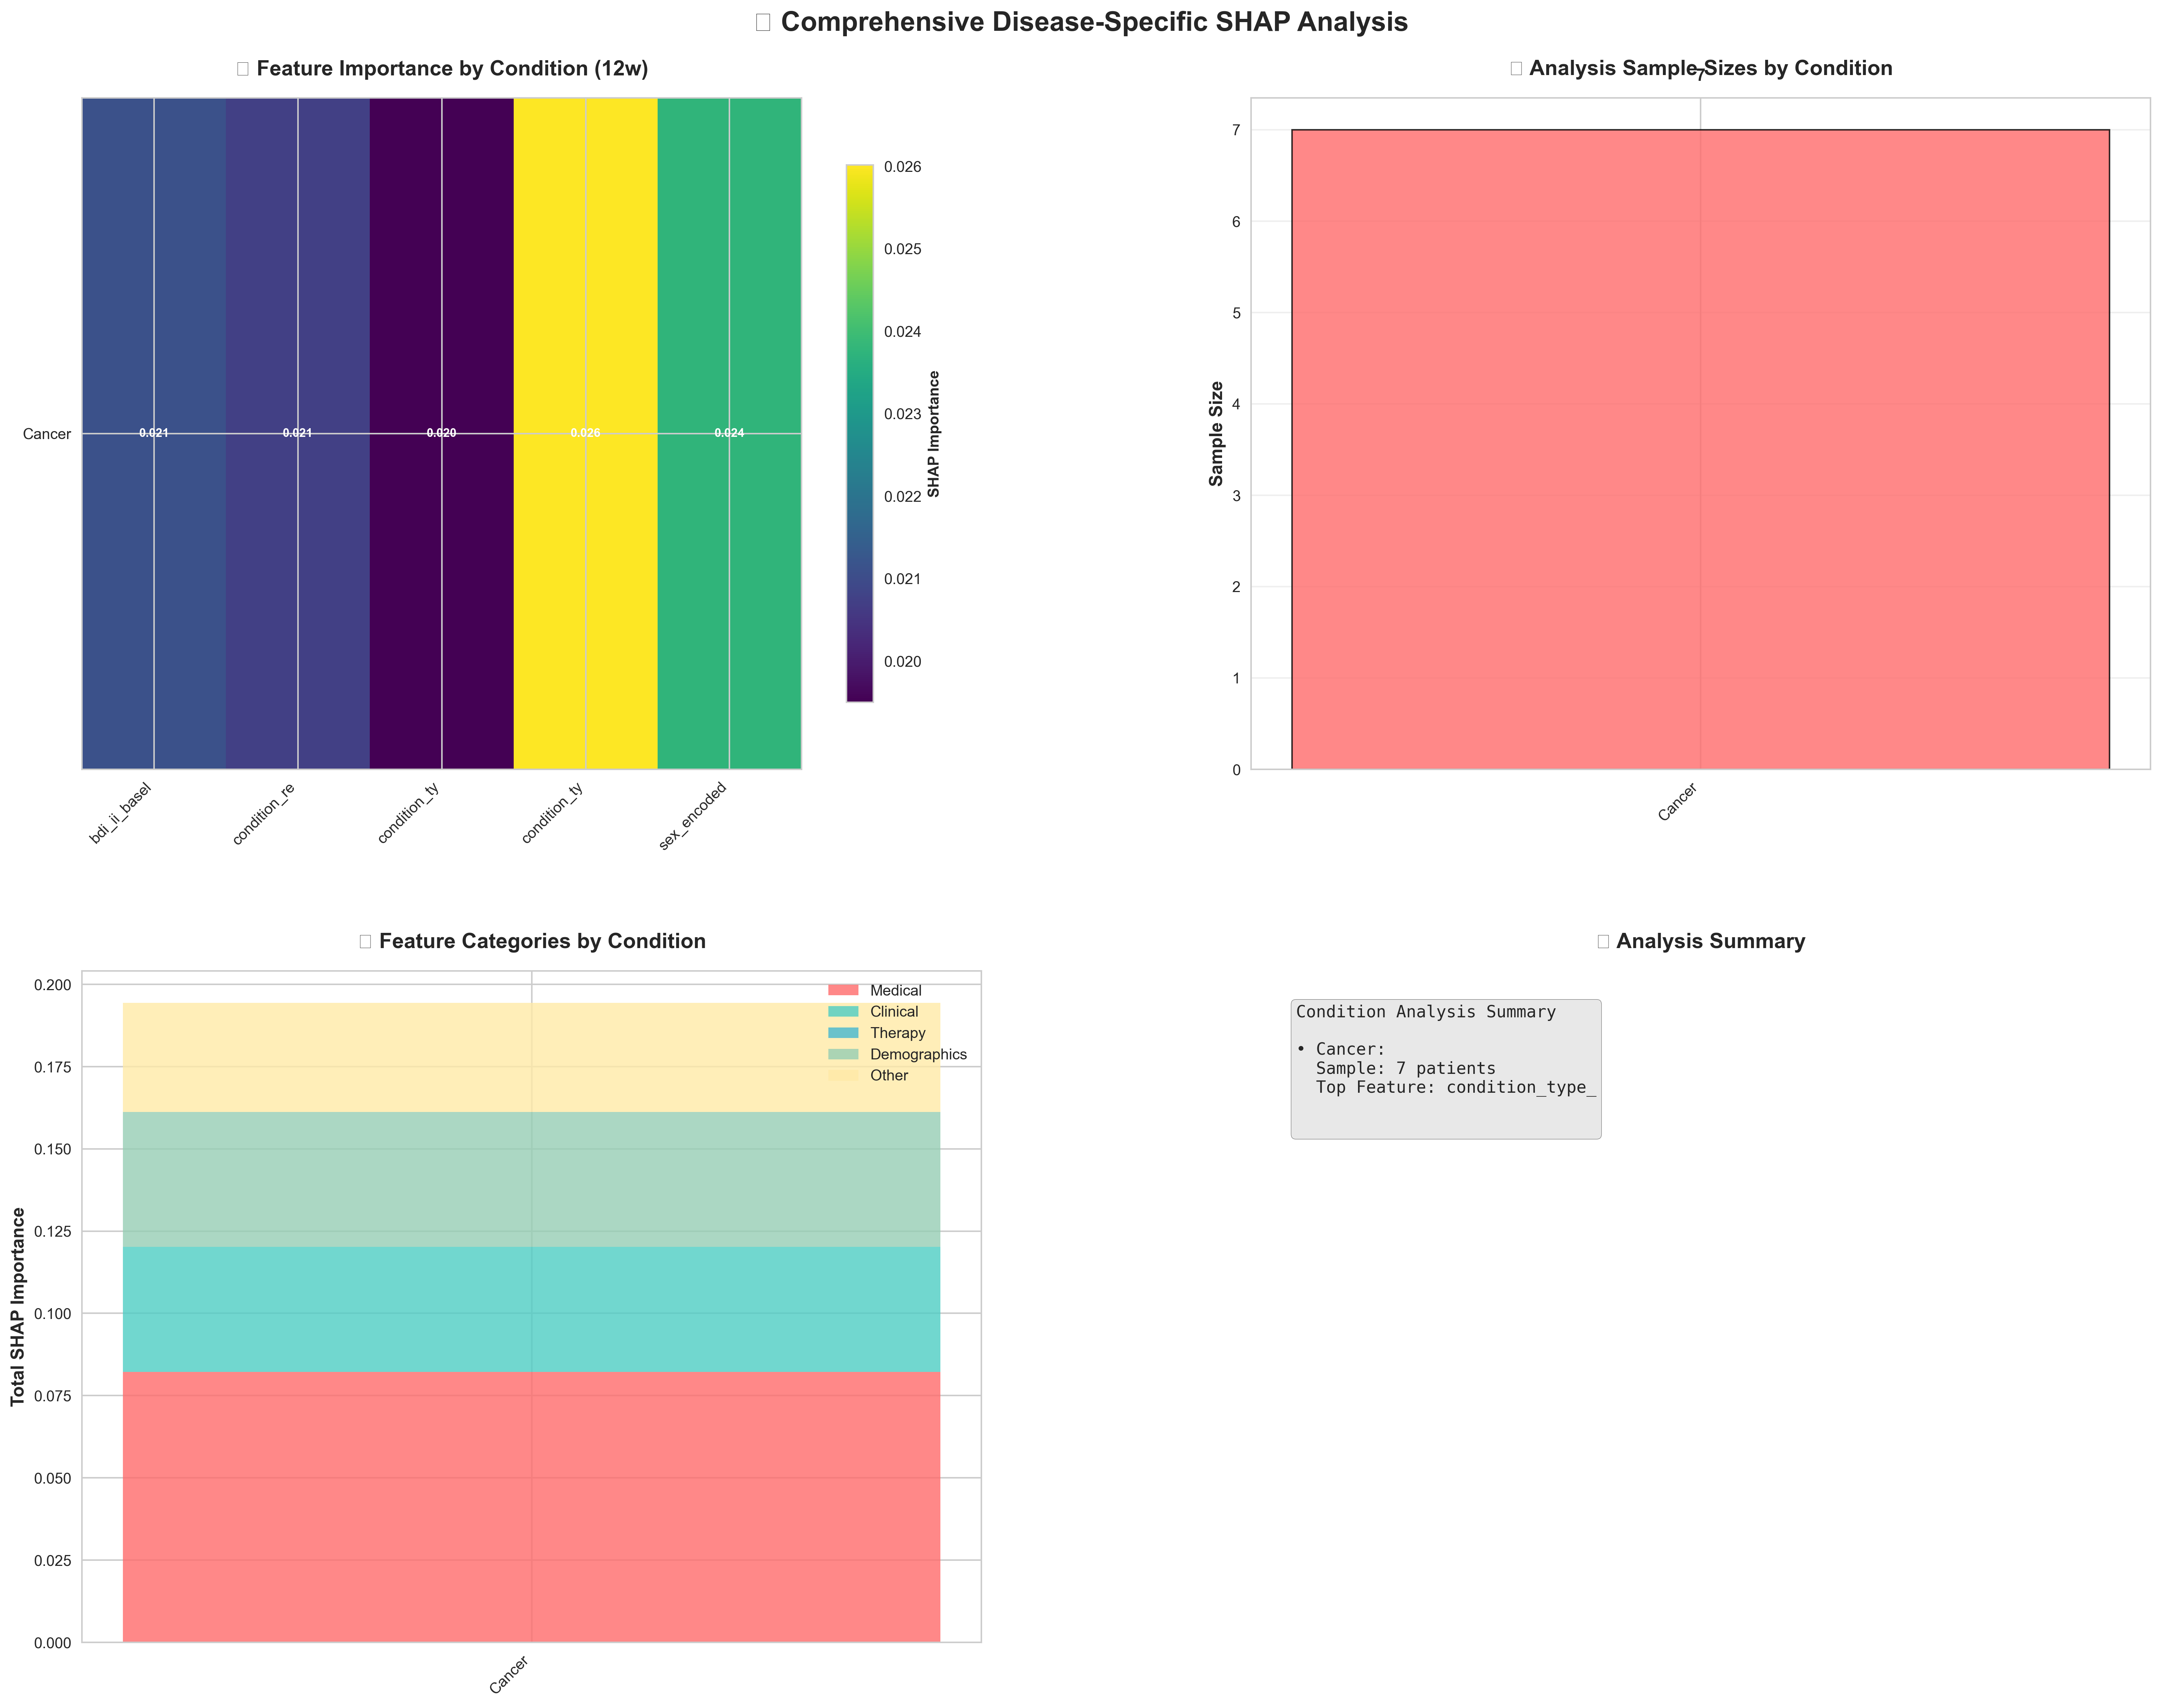 Comprehensive Disease-Specific SHAP Analysis
Feature Importance by Condition (12w)
Cancer
0.021
0.021
0.020
0.026
0.024
bdi_ii_basel
condition_re
condition_ty
condition_ty
sex_encoded
0.026
0.025
0.024
0.023
0.022
0.021
0.020
SHAP Importance
Analysis Sample Sizes by Condition
7
7
6
5
4
3
2
1
0
Sample Size
Cancer
Feature Categories by Condition
0.200
0.175
0.150
0.125
0.100
0.075
0.050
0.025
0.000
Total SHAP Importance
Medical
Clinical
Therapy
Demographics
Other
Cancer
Analysis Summary
Condition Analysis Summary
• Cancer:
Sample: 7 patients
Top Feature: condition_type_